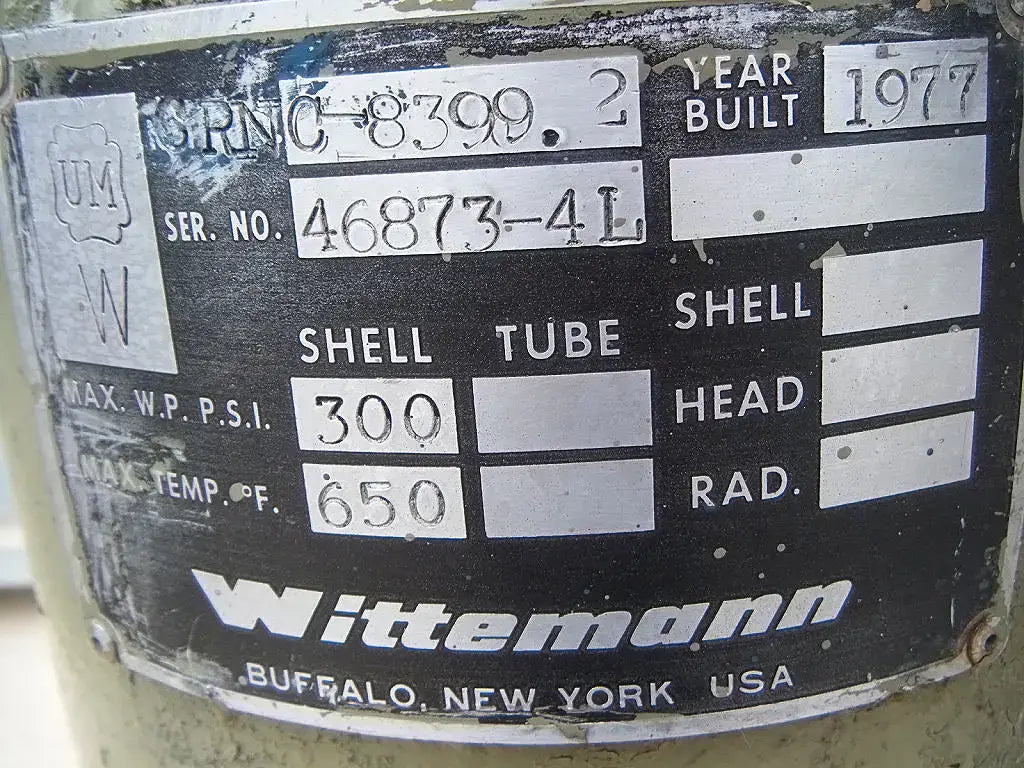 CRN C-8399.2
YEAR BUILT 1977
UM
W
SER. NO. 46873-4L
SHELL TUBE
MAX. W.P. P.S.I. 300
MAX. TEMP. °F. 650
SHELL
HEAD
RAD.
Wittemann
BUFFALO, NEW YORK USA